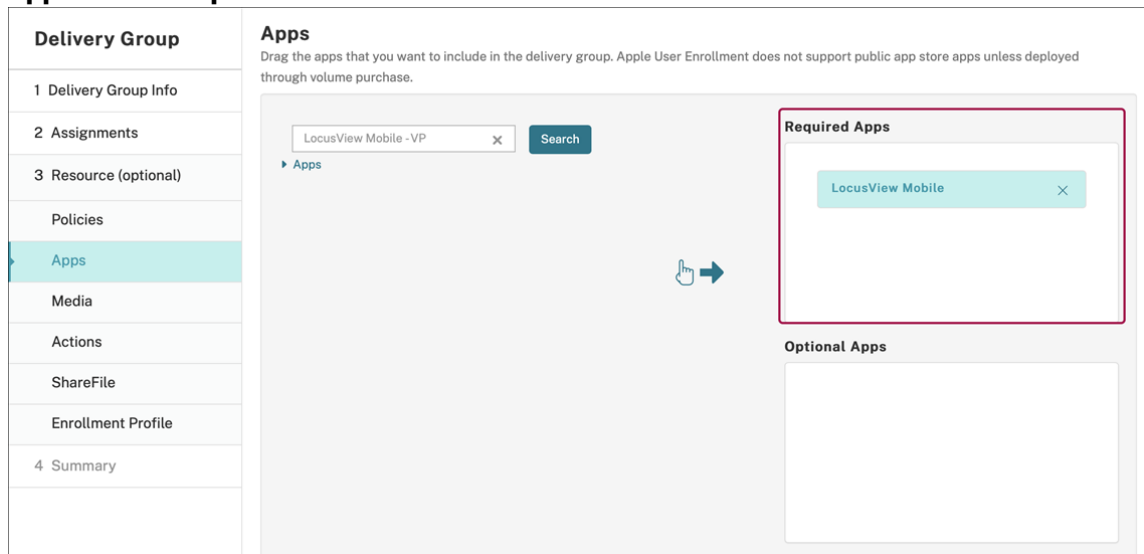 Delivery Group
1 Delivery Group Info
2 Assignments
3 Resource (optional)
Policies
Apps
Media
Actions
ShareFile
Enrollment Profile
4 Summary
Apps
Drag the apps that you want to include in the delivery group. Apple User Enrollment does not support public app store apps unless deployed
through volume purchase.
LocusView Mobile - VP
Search
Apps
Required Apps
LocusView Mobile
Optional Apps